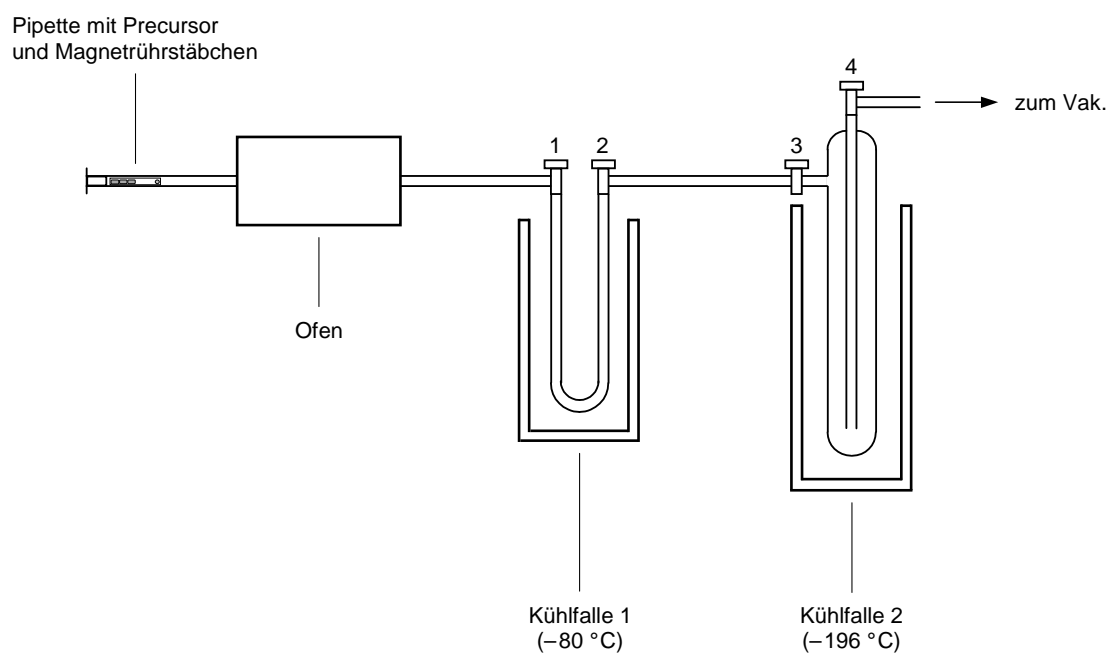 Pipette mit Precursor
und Magnetrührstäbchen
4
zum Vak.
1
2
3
Ofen
Kühlfalle 1
(–80 °C)
Kühlfalle 2
(–196 °C)